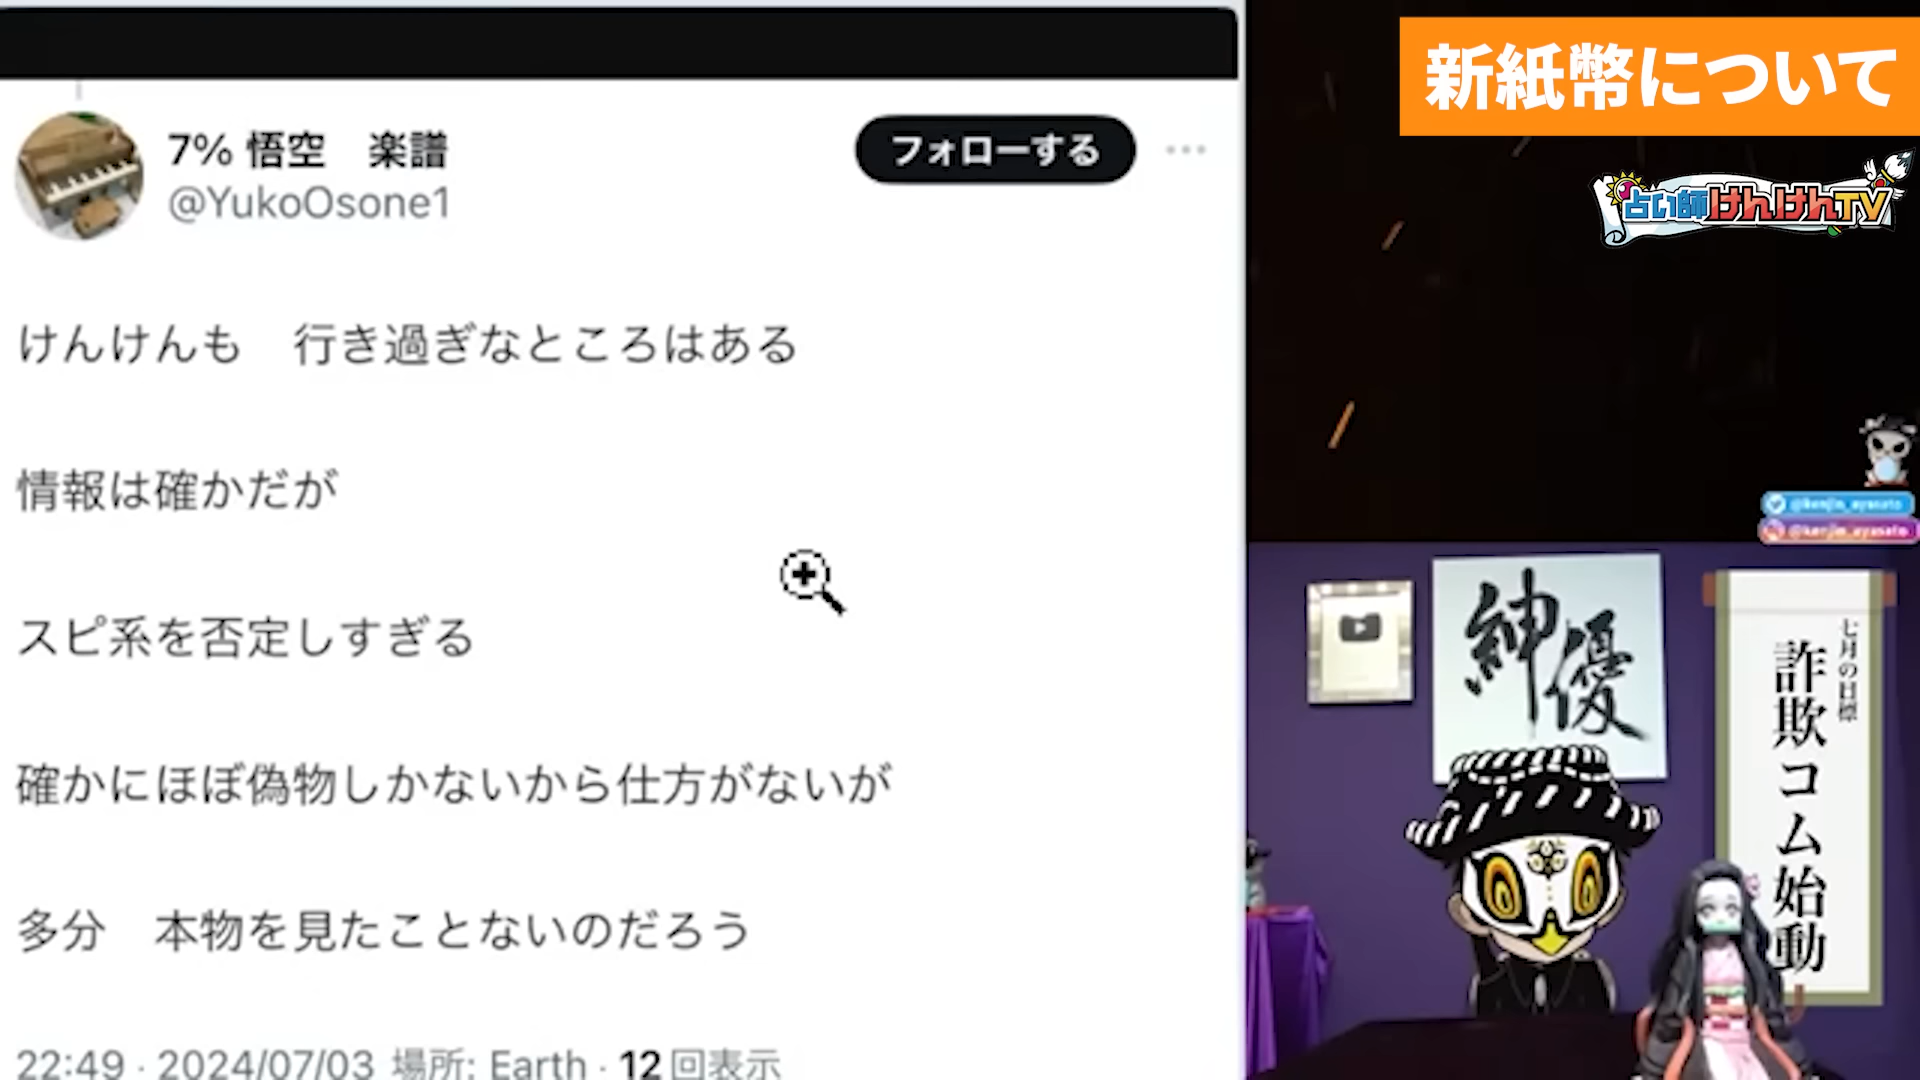 7% 悟空　楽譜
@YukoOsone1
フォローする
けんけんも　行き過ぎなところはある
情報は確かだが
スピ系を否定しすぎる
確かにほぼ偽物しかないから仕方がないが
多分　本物を見たことないのだろう
22:49 · 2024/07/03 場所: Earth · 12 回表示
新紙幣について
占い師けんけんTV
@kenjin_ayasato
@kenjin_ayasato
紳優
七月の目標
詐欺コム始動